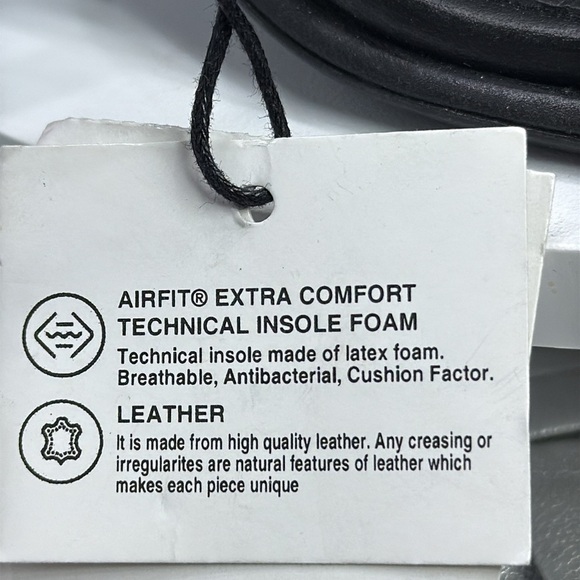 AIRFIT® EXTRA COMFORT
TECHNICAL INSOLE FOAM
Technical insole made of latex foam.
Breathable, Antibacterial, Cushion Factor.
LEATHER
It is made from high quality leather. Any creasing or
irregularites are natural features of leather which
makes each piece unique